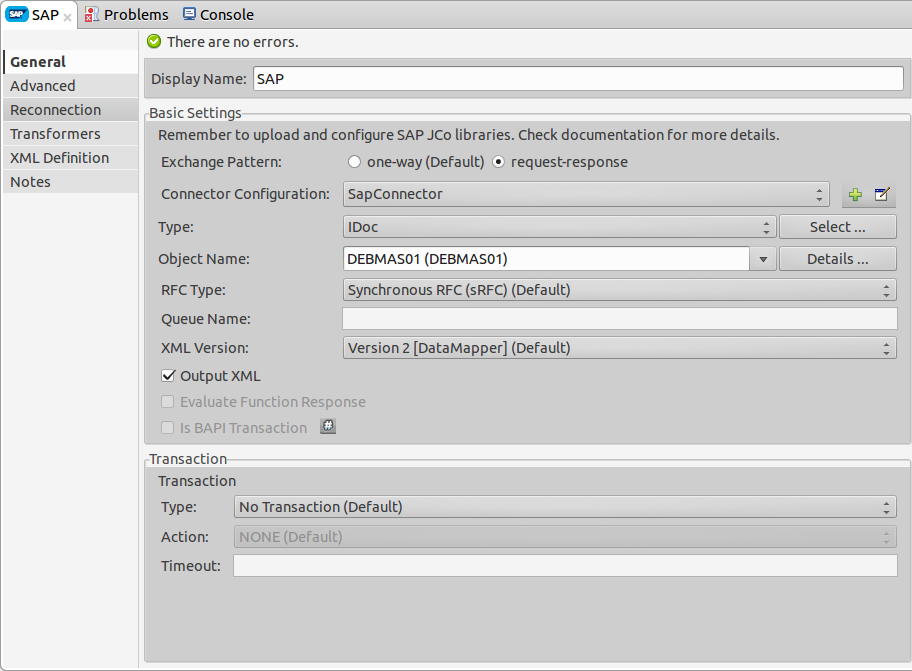 SAP SAP Problems Console
There are no errors.
General
Advanced
Reconnection
Transformers
XML Definition
Notes
Display Name: SAP
Basic Settings
Remember to upload and configure SAP JCo libraries. Check documentation for more details.
Exchange Pattern: one-way (Default) request-response
Connector Configuration: SapConnector
Type: IDoc Select ...
Object Name: DEBMAS01 (DEBMAS01) Details ...
RFC Type: Synchronous RFC (sRFC) (Default)
Queue Name:
XML Version: Version 2 [DataMapper] (Default)
Output XML
Evaluate Function Response
Is BAPI Transaction #
Transaction
Transaction
Type: No Transaction (Default)
Action: NONE (Default)
Timeout: